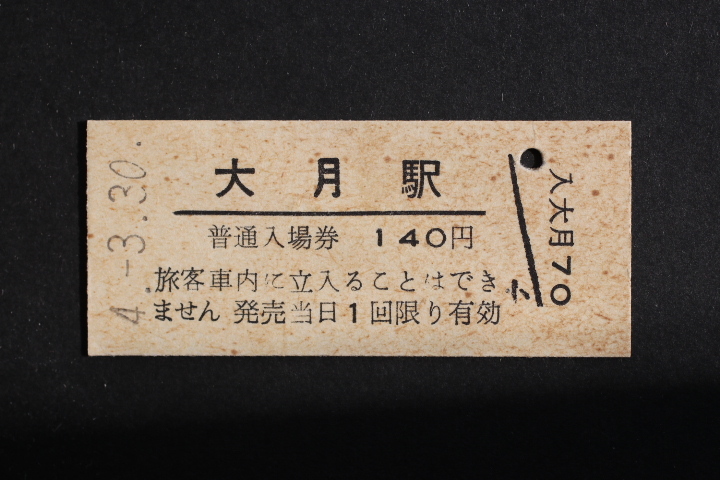 大月駅
普通入場券 140円
旅客車内に立入ることはでき
ません 発売当日1回限り有効
4.-3.30.
入大月70